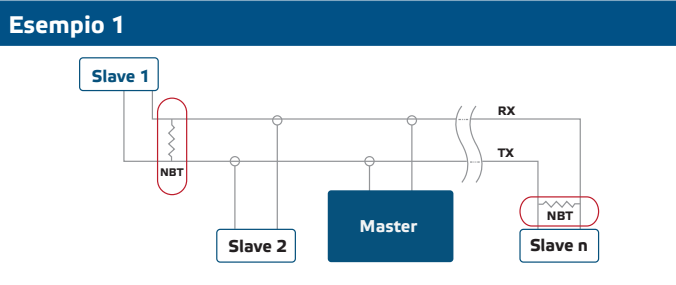 Esempio 1
Slave 1
RX
TX
NBT
NBT
Master
Slave 2
Slave n